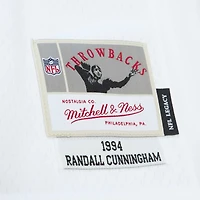 THROWBACKS
NFL
NOSTALGIA CO.
Mitchell & Ness
PHILADELPHIA, PA.
NFL LEGACY
1994
RANDALL CUNNINGHAM